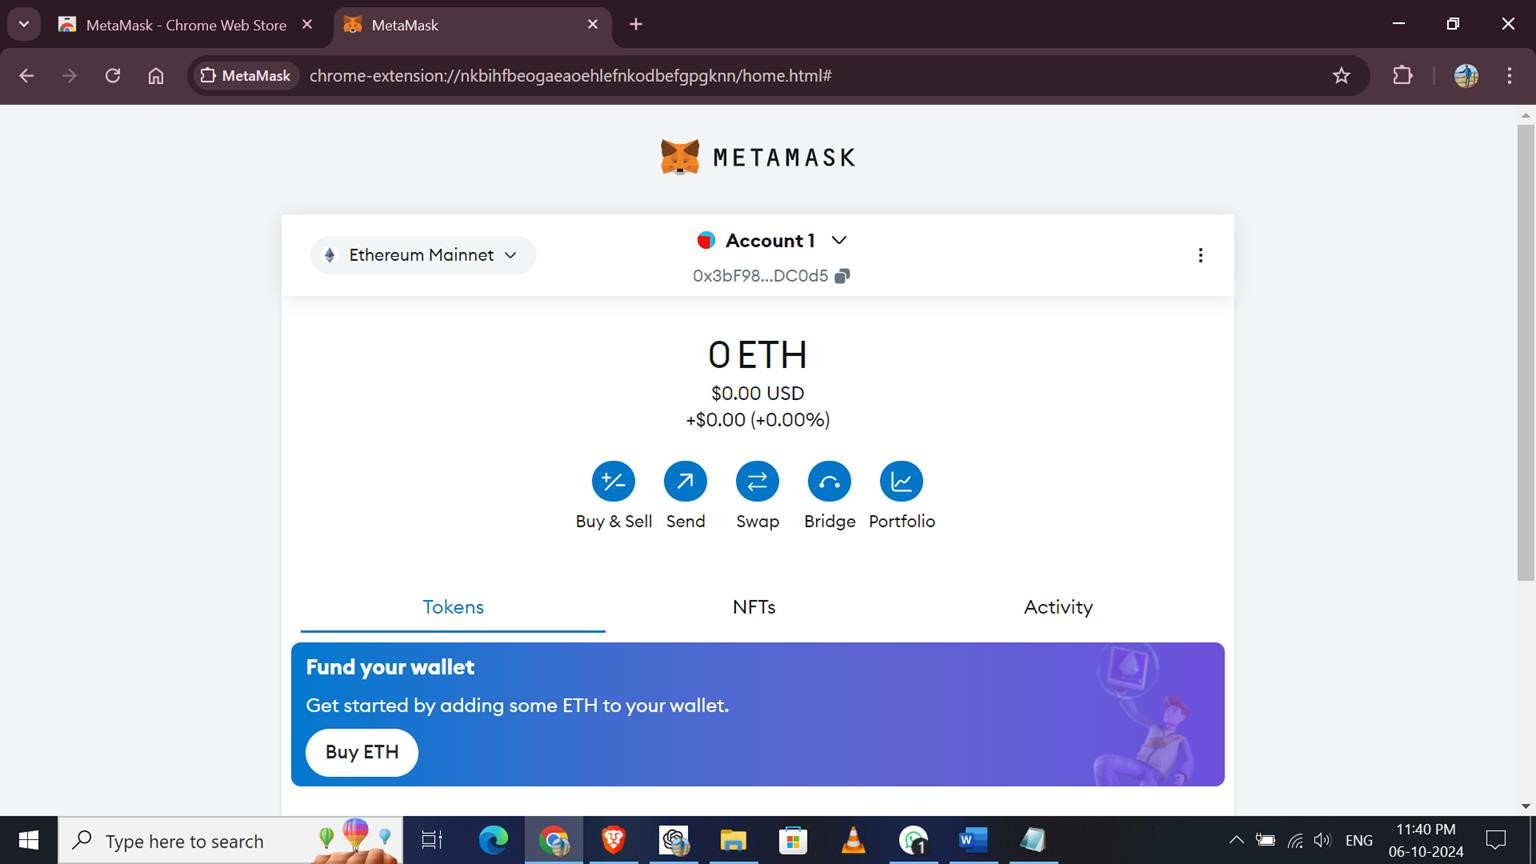 MetaMask - Chrome Web Store
MetaMask
MetaMask
chrome-extension://nkbihfbeogaeaoehlefnkodbefgpgknn/home.html#
METAMASK
Ethereum Mainnet
Account 1
0x3bF98...DC0d5
0 ETH
$0.00 USD
+$0.00 (+0.00%)
Buy & Sell
Send
Swap
Bridge
Portfolio
Tokens
NFTs
Activity
Fund your wallet
Get started by adding some ETH to your wallet.
Buy ETH
Type here to search
1
W
ENG
11:40 PM
06-10-2024